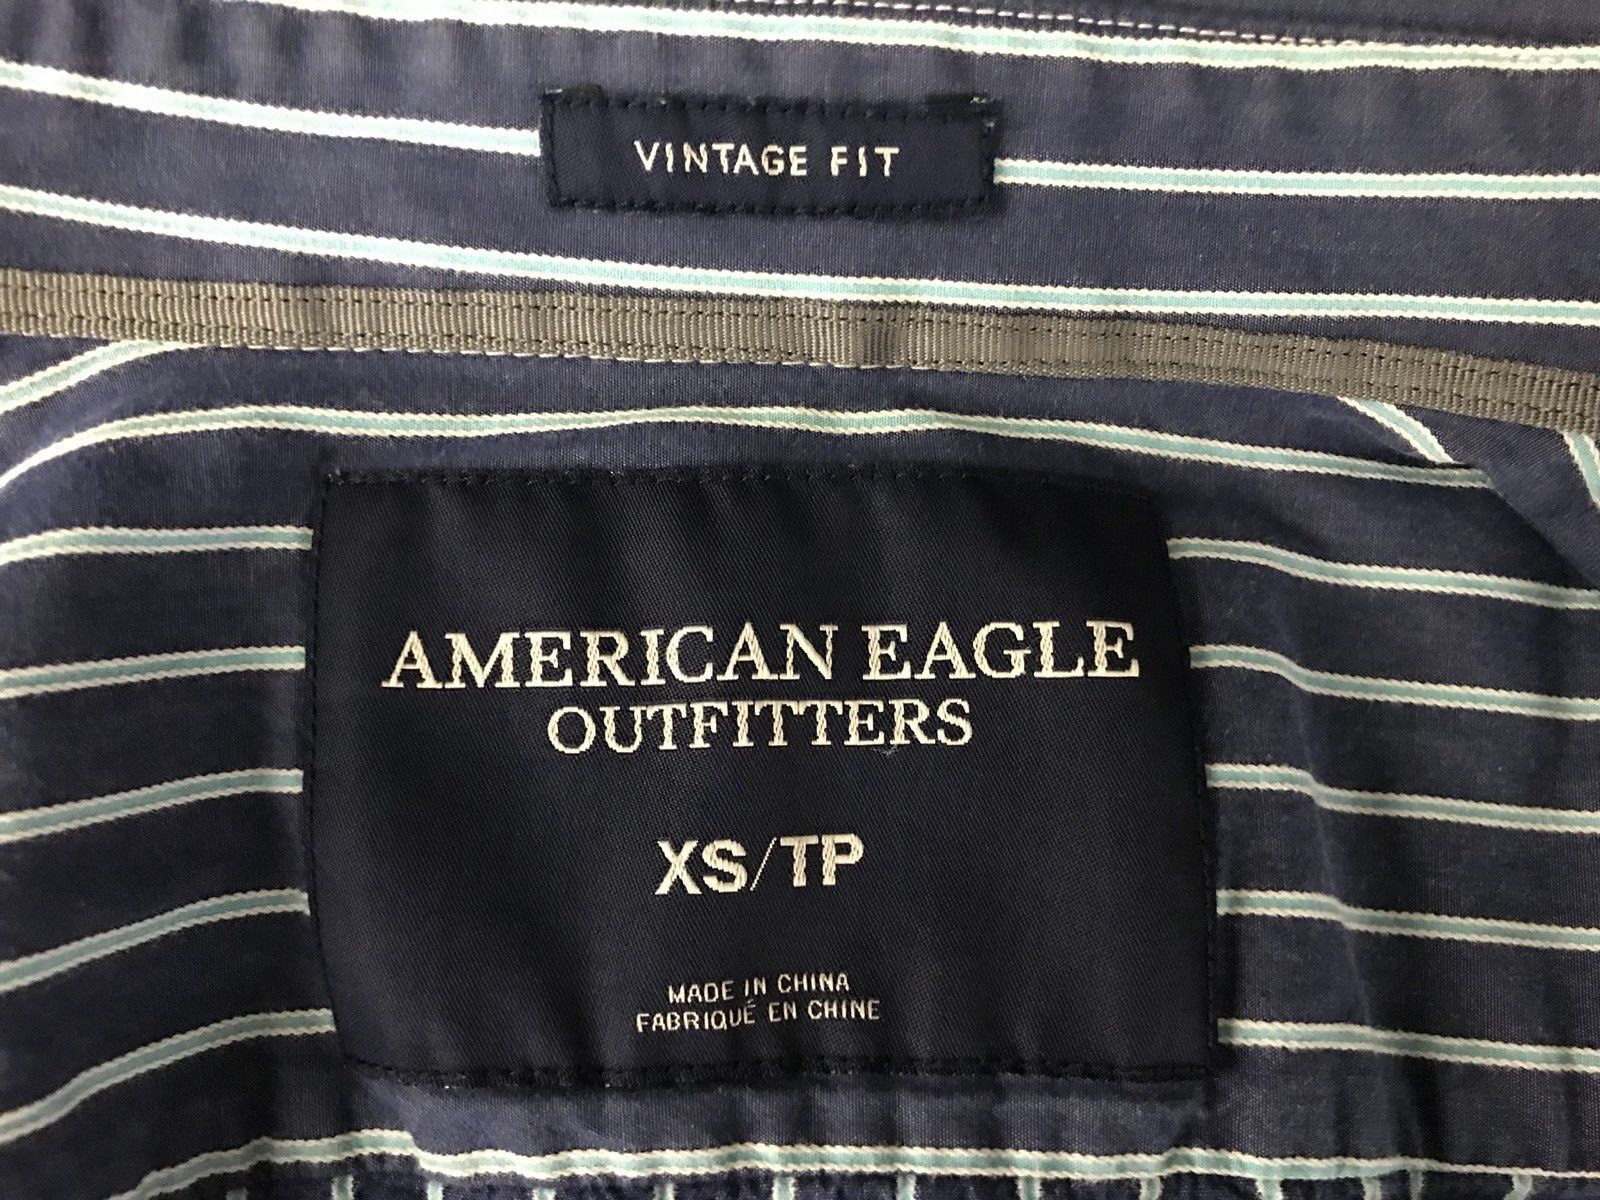 VINTAGE FIT
AMERICAN EAGLE
OUTFITTERS
XS/TP
MADE IN CHINA
FABRIQUÉ EN CHINE